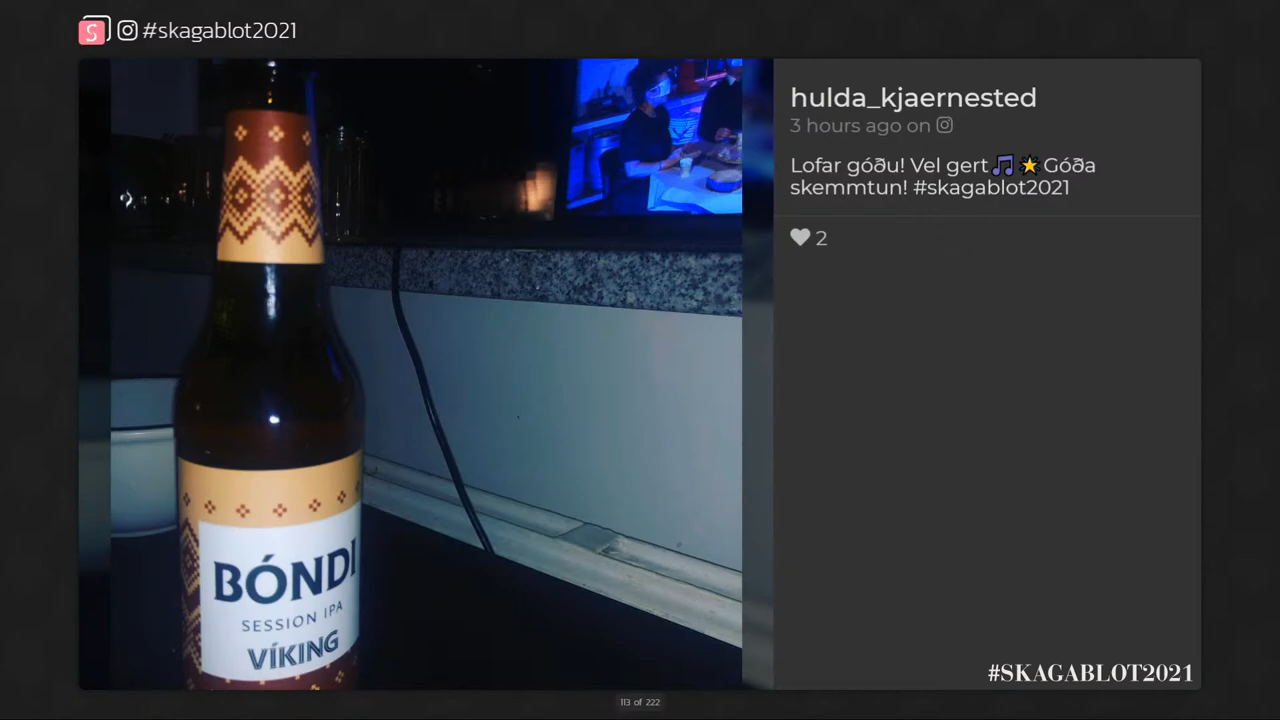 #skagablot2021
hulda_kjaernested
3 hours ago on
Lofar góðu! Vel gert🎵🌟Góða
skemmtun! #skagablot2021
2
BÓNDI
SESSION IPA
VÍKING
#SKAGABLOT2021
113 of 222